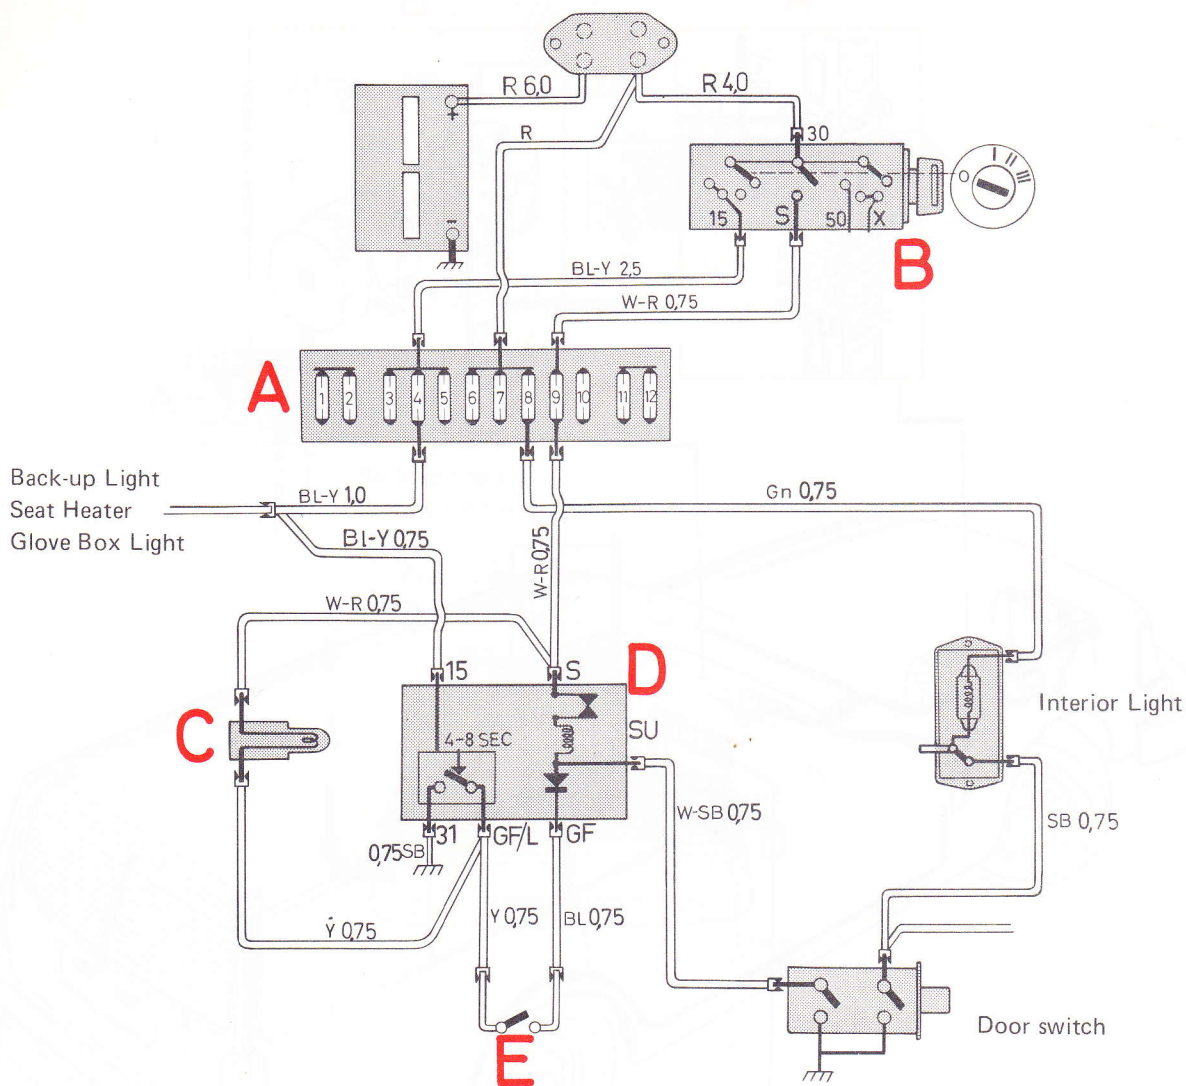 R 6,0
R 4,0
R
+
-
30
I II III
15 S 50 X
B
BL-Y 2,5
W-R 0,75
A
1 2 3 4 5 6 7 8 9 10 11 12
Back-up Light
Seat Heater
Glove Box Light
BL-Y 1,0
Bl-Y 0,75
Gn 0,75
W-R 0,75
W-R 0,75
15 S
D
C
SU
4-8 SEC
Interior Light
31 GF/L GF
0,75 SB
W-SB 0,75
SB 0,75
Y 0,75
Y 0,75
BL 0,75
E
Door switch